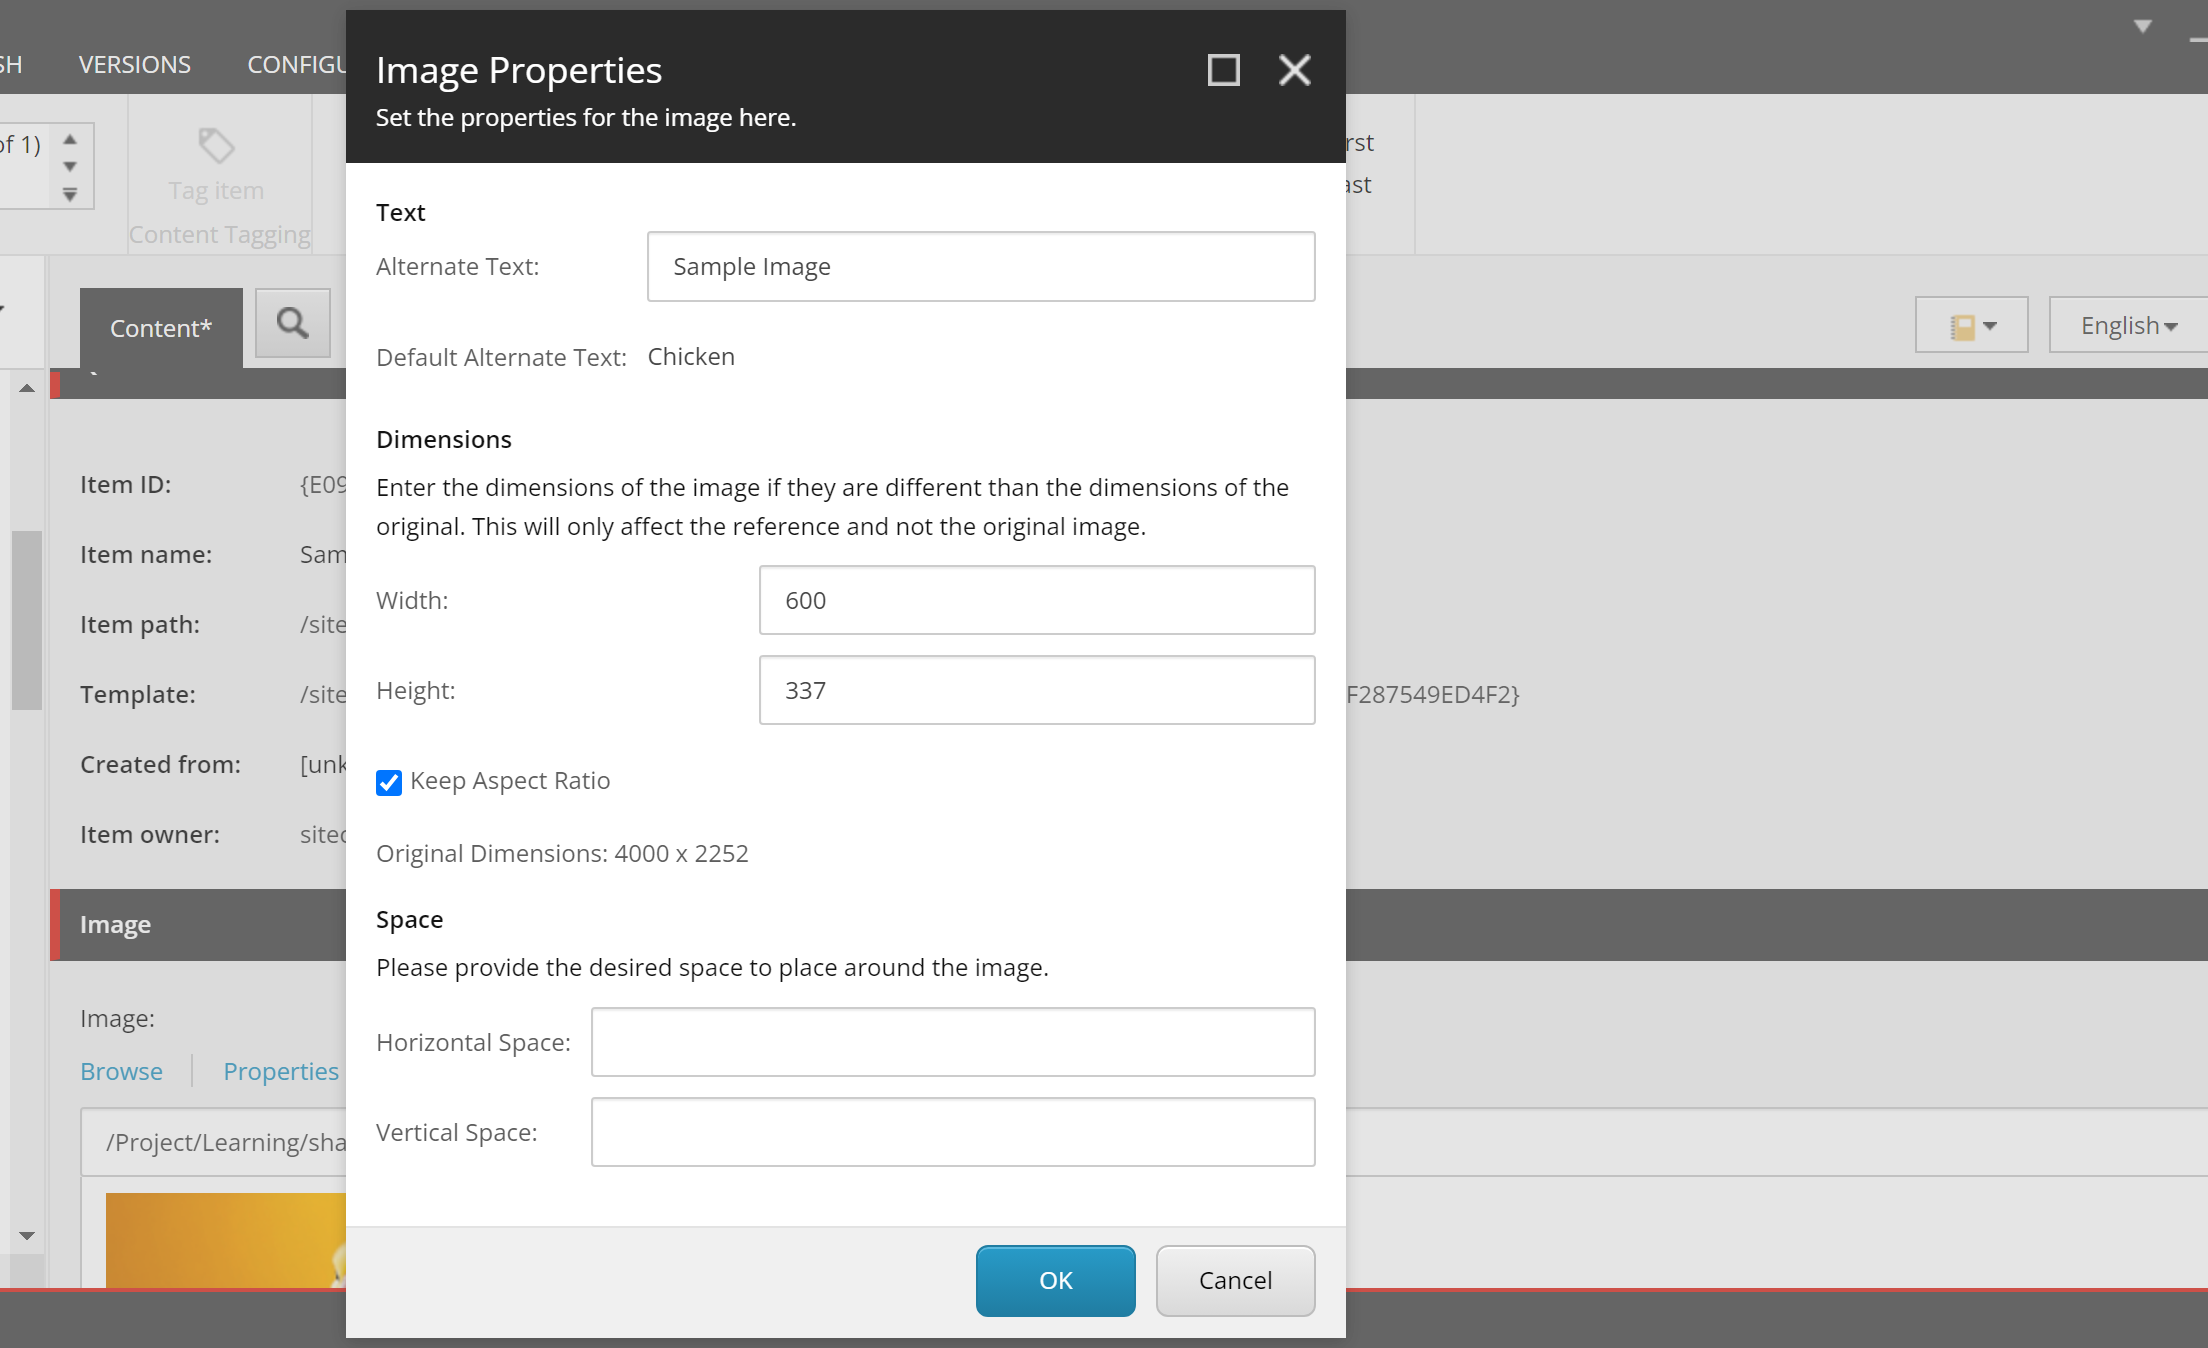 SH VERSIONS CONFIGU
of 1)
Tag item
Content Tagging
Image Properties
Set the properties for the image here.
rst
ast
Content*
English
Text
Alternate Text: Sample Image
Default Alternate Text: Chicken
Dimensions
Enter the dimensions of the image if they are different than the dimensions of the
original. This will only affect the reference and not the original image.
Width: 600
Height: 337
Keep Aspect Ratio
Original Dimensions: 4000 x 2252
Space
Please provide the desired space to place around the image.
Horizontal Space:
Vertical Space:
OK Cancel
Item ID: {E09
Item name: Sam
Item path: /site
Template: /site F287549ED4F2}
Created from: [unk
Item owner: sitec
Image
Image:
Browse Properties
/Project/Learning/sha